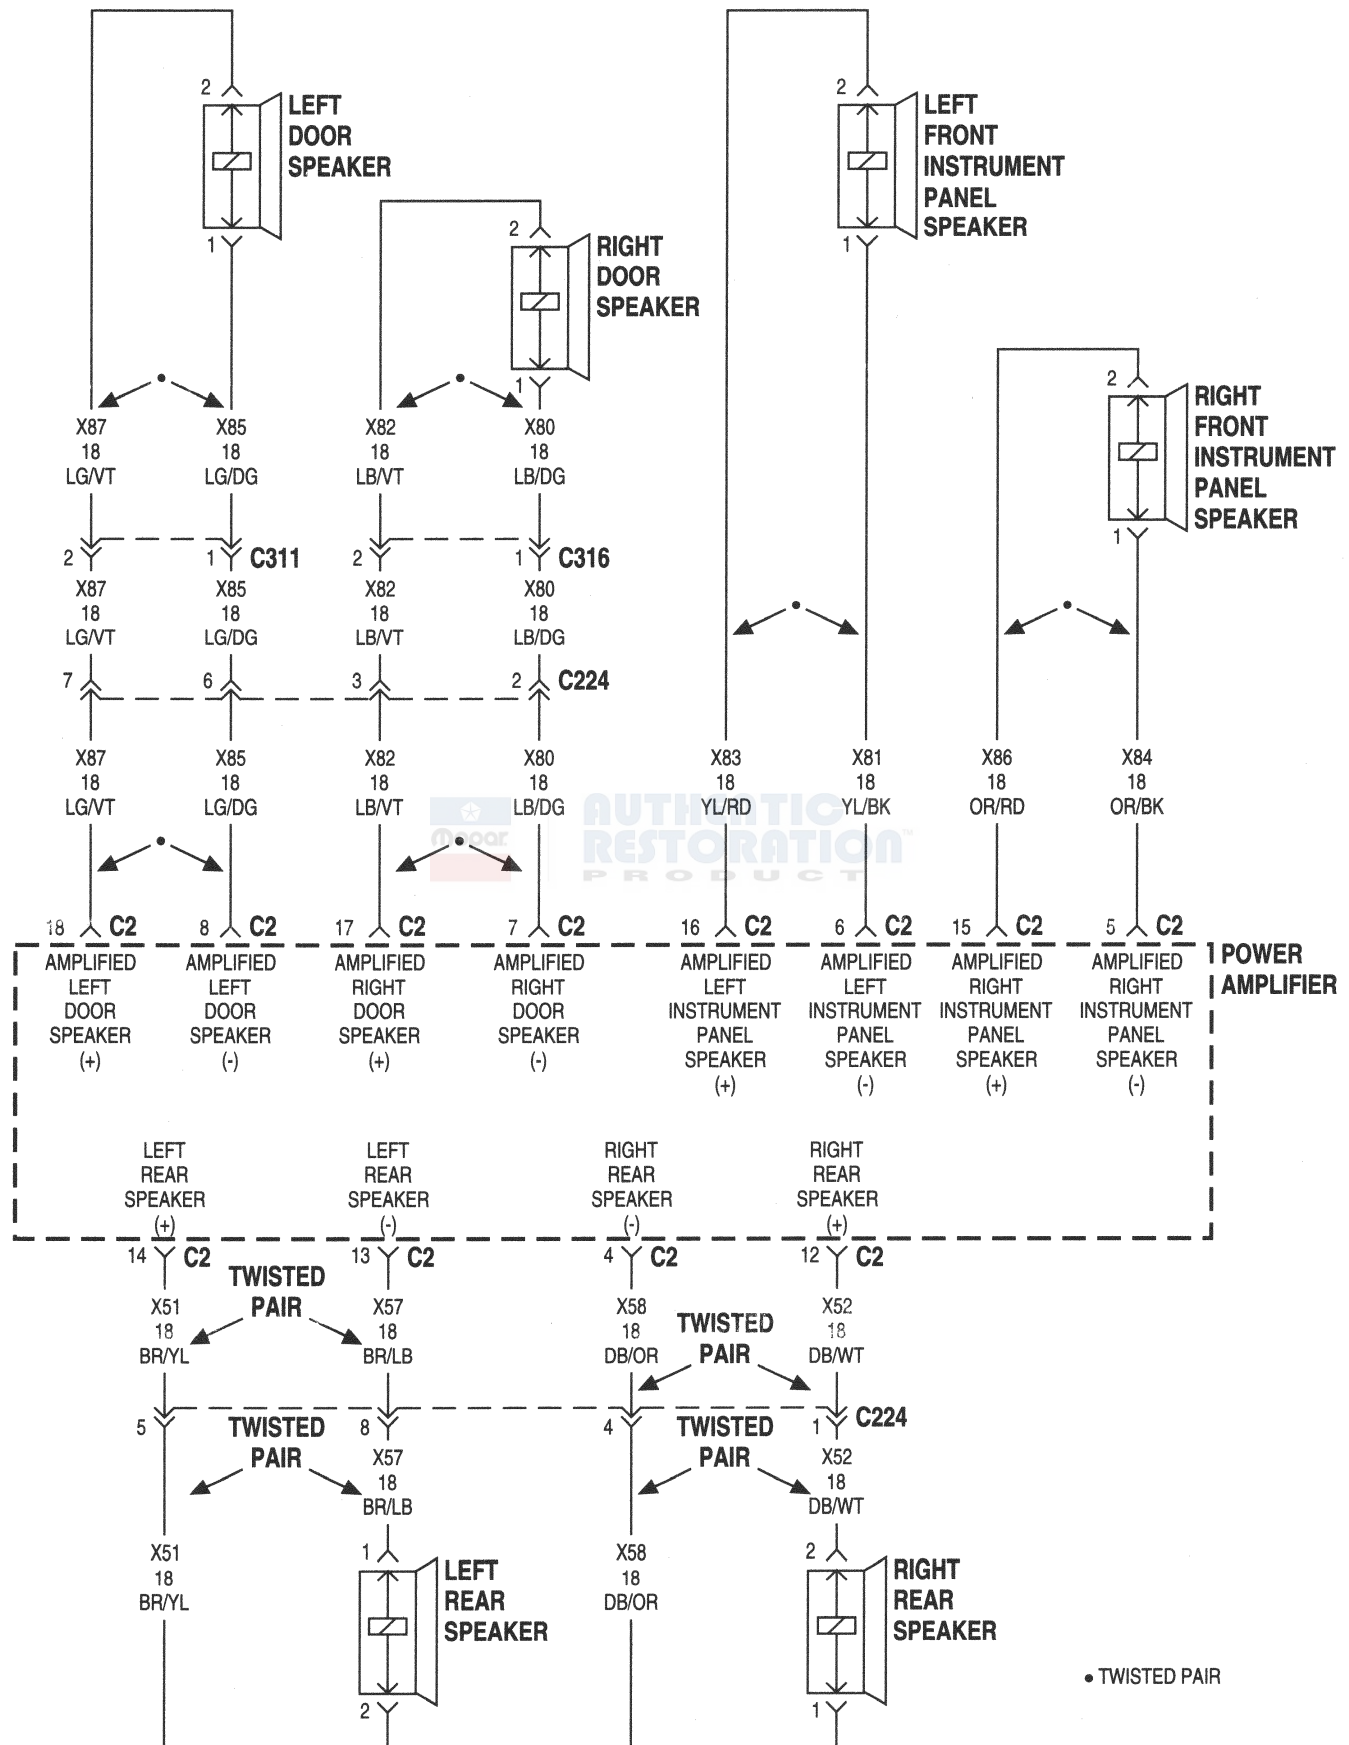 2
LEFT
DOOR
SPEAKER
1
2
RIGHT
DOOR
SPEAKER
1
2
LEFT
FRONT
INSTRUMENT
PANEL
SPEAKER
1
2
RIGHT
FRONT
INSTRUMENT
PANEL
SPEAKER
1
X87 X85 X82 X80
18 18 18 18
LG/VT LG/DG LB/VT LB/DG
2 1 C311 2 1 C316
X87 X85 X82 X80
18 18 18 18
LG/VT LG/DG LB/VT LB/DG
7 6 3 2 C224
X87 X85 X82 X80 X83 X81 X86 X84
18 18 18 18 18 18 18 18
LG/VT LG/DG LB/VT LB/DG YL/RD YL/BK OR/RD OR/BK
Mopar
AUTHENTIC
RESTORATION™
PRODUCT
18 C2 8 C2 17 C2 7 C2 16 C2 6 C2 15 C2 5 C2
POWER
AMPLIFIER
AMPLIFIED AMPLIFIED AMPLIFIED AMPLIFIED AMPLIFIED AMPLIFIED AMPLIFIED AMPLIFIED
LEFT LEFT RIGHT RIGHT LEFT LEFT RIGHT RIGHT
DOOR DOOR DOOR DOOR INSTRUMENT INSTRUMENT INSTRUMENT INSTRUMENT
SPEAKER SPEAKER SPEAKER SPEAKER PANEL PANEL PANEL PANEL
(+) (-) (+) (-) SPEAKER SPEAKER SPEAKER SPEAKER
(+) (-) (+) (-)
LEFT LEFT RIGHT RIGHT
REAR REAR REAR REAR
SPEAKER SPEAKER SPEAKER SPEAKER
(+) (-) (-) (+)
14 C2 13 C2 4 C2 12 C2
TWISTED
PAIR
X51 X57 X58 X52
18 18 18 18
BR/YL BR/LB DB/OR DB/WT
TWISTED
PAIR
5 8 4 1 C224
TWISTED
PAIR
TWISTED
PAIR
X57 X52
18 18
BR/LB DB/WT
X51 X58
18 18
BR/YL DB/OR
1
LEFT
REAR
SPEAKER
2
2
RIGHT
REAR
SPEAKER
1
• TWISTED PAIR